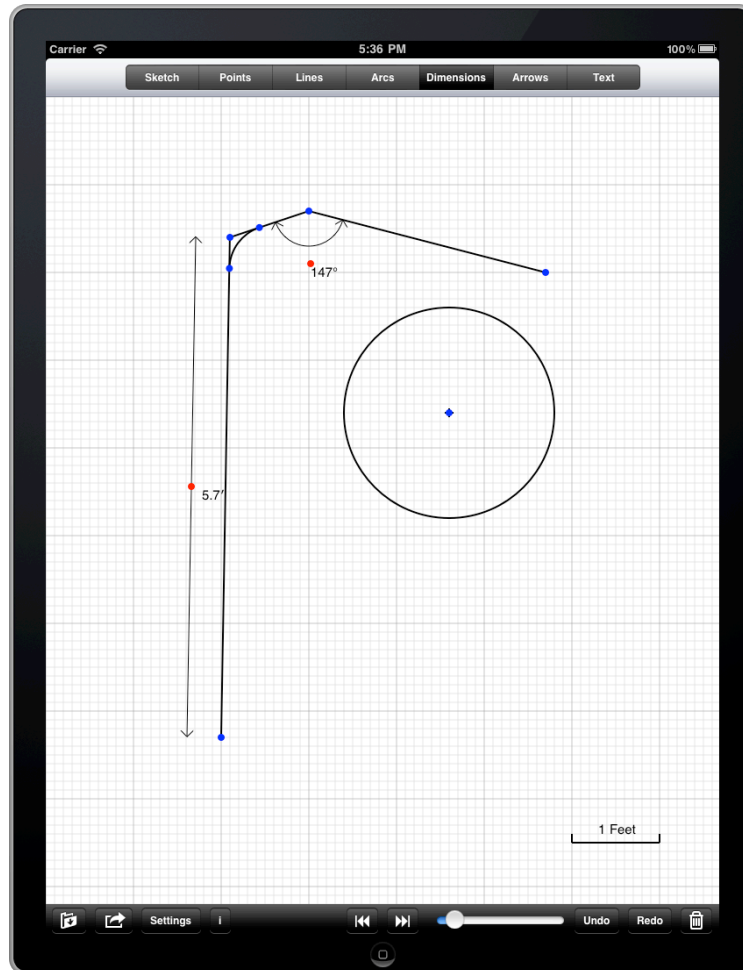 Carrier 5:36 PM 100%
Sketch Points Lines Arcs Dimensions Arrows Text
147°
5.7'
1 Feet
Settings i Undo Redo